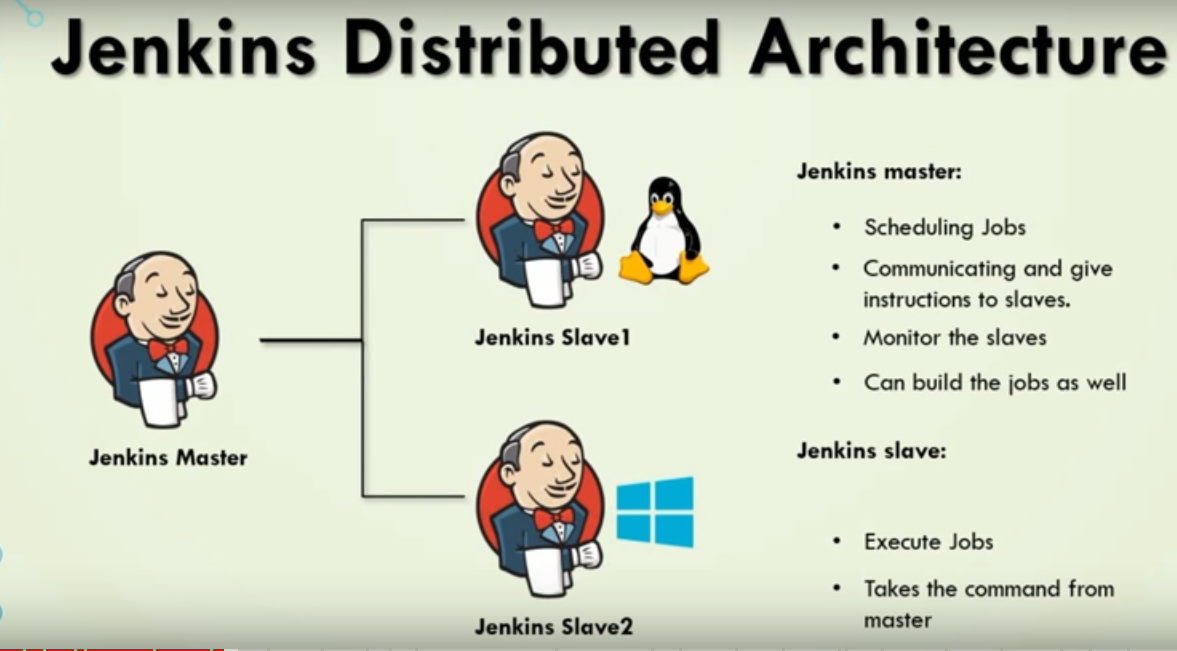 Jenkins Distributed Architecture
Jenkins Master
Jenkins Slave1
Jenkins Slave2
Jenkins master:
• Scheduling Jobs
• Communicating and give
instructions to slaves.
• Monitor the slaves
• Can build the jobs as well
Jenkins slave:
• Execute Jobs
• Takes the command from
master